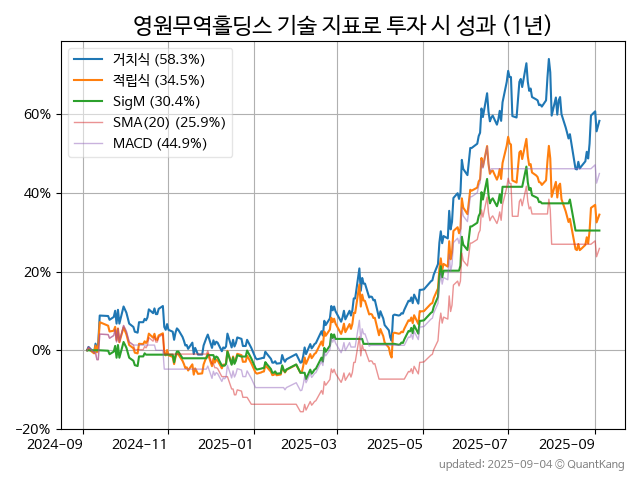 영원무역홀딩스 기술 지표로 투자 시 성과 (1년)
거치식 (58.3%)
적립식 (34.5%)
SigM (30.4%)
SMA(20) (25.9%)
MACD (44.9%)
60%
40%
20%
0%
−20%
2024-09 2024-11 2025-01 2025-03 2025-05 2025-07 2025-09
updated: 2025-09-04 © QuantKang